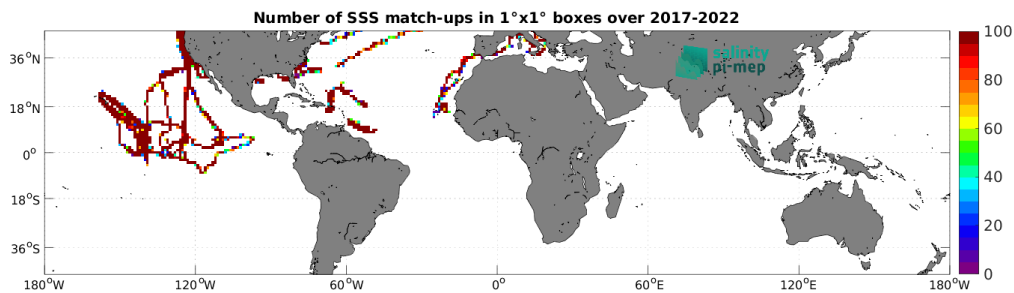 Number of SSS match-ups in 1°x1° boxes over 2017-2022
36°N
18°N
0°
18°S
36°S
180°W
120°W
60°W
0°
60°E
120°E
180°W
salinity
pi-mep
100
80
60
40
20
0